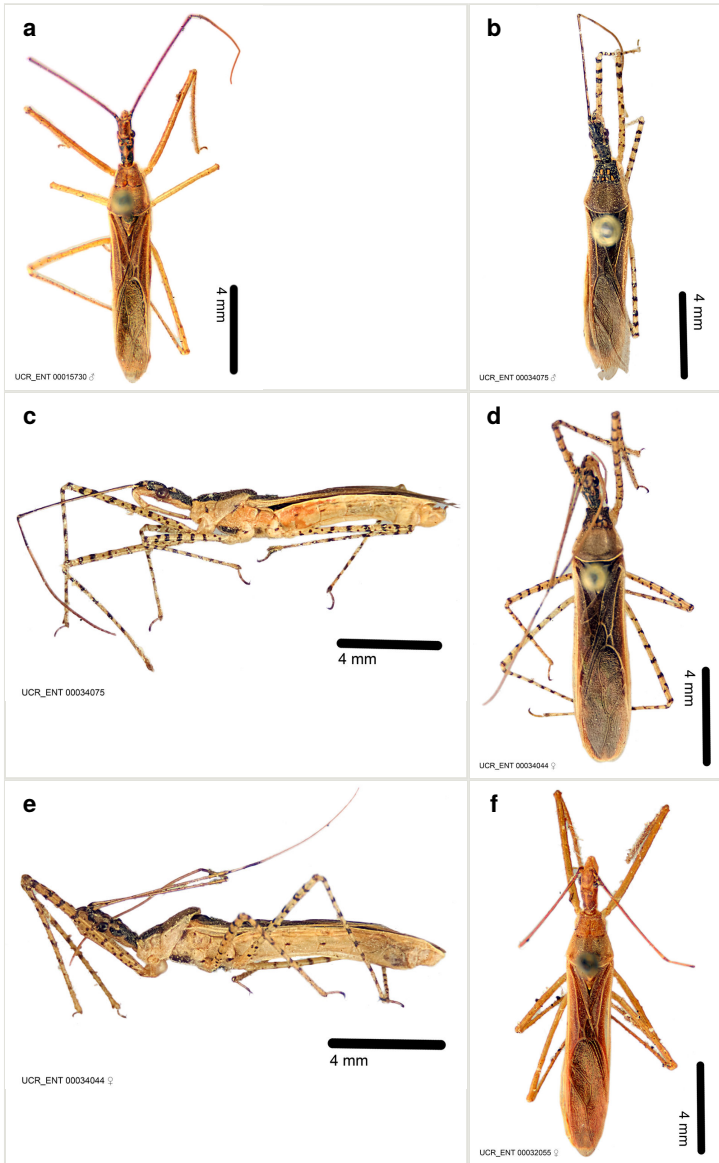 a
4 mm
UCR_ENT 00015730 ♂
b
4 mm
UCR_ENT 00034075 ♂
c
4 mm
UCR_ENT 00034075
d
4 mm
UCR_ENT 00034044 ♀
e
4 mm
UCR_ENT 00034044 ♀
f
4 mm
UCR_ENT 00032055 ♀